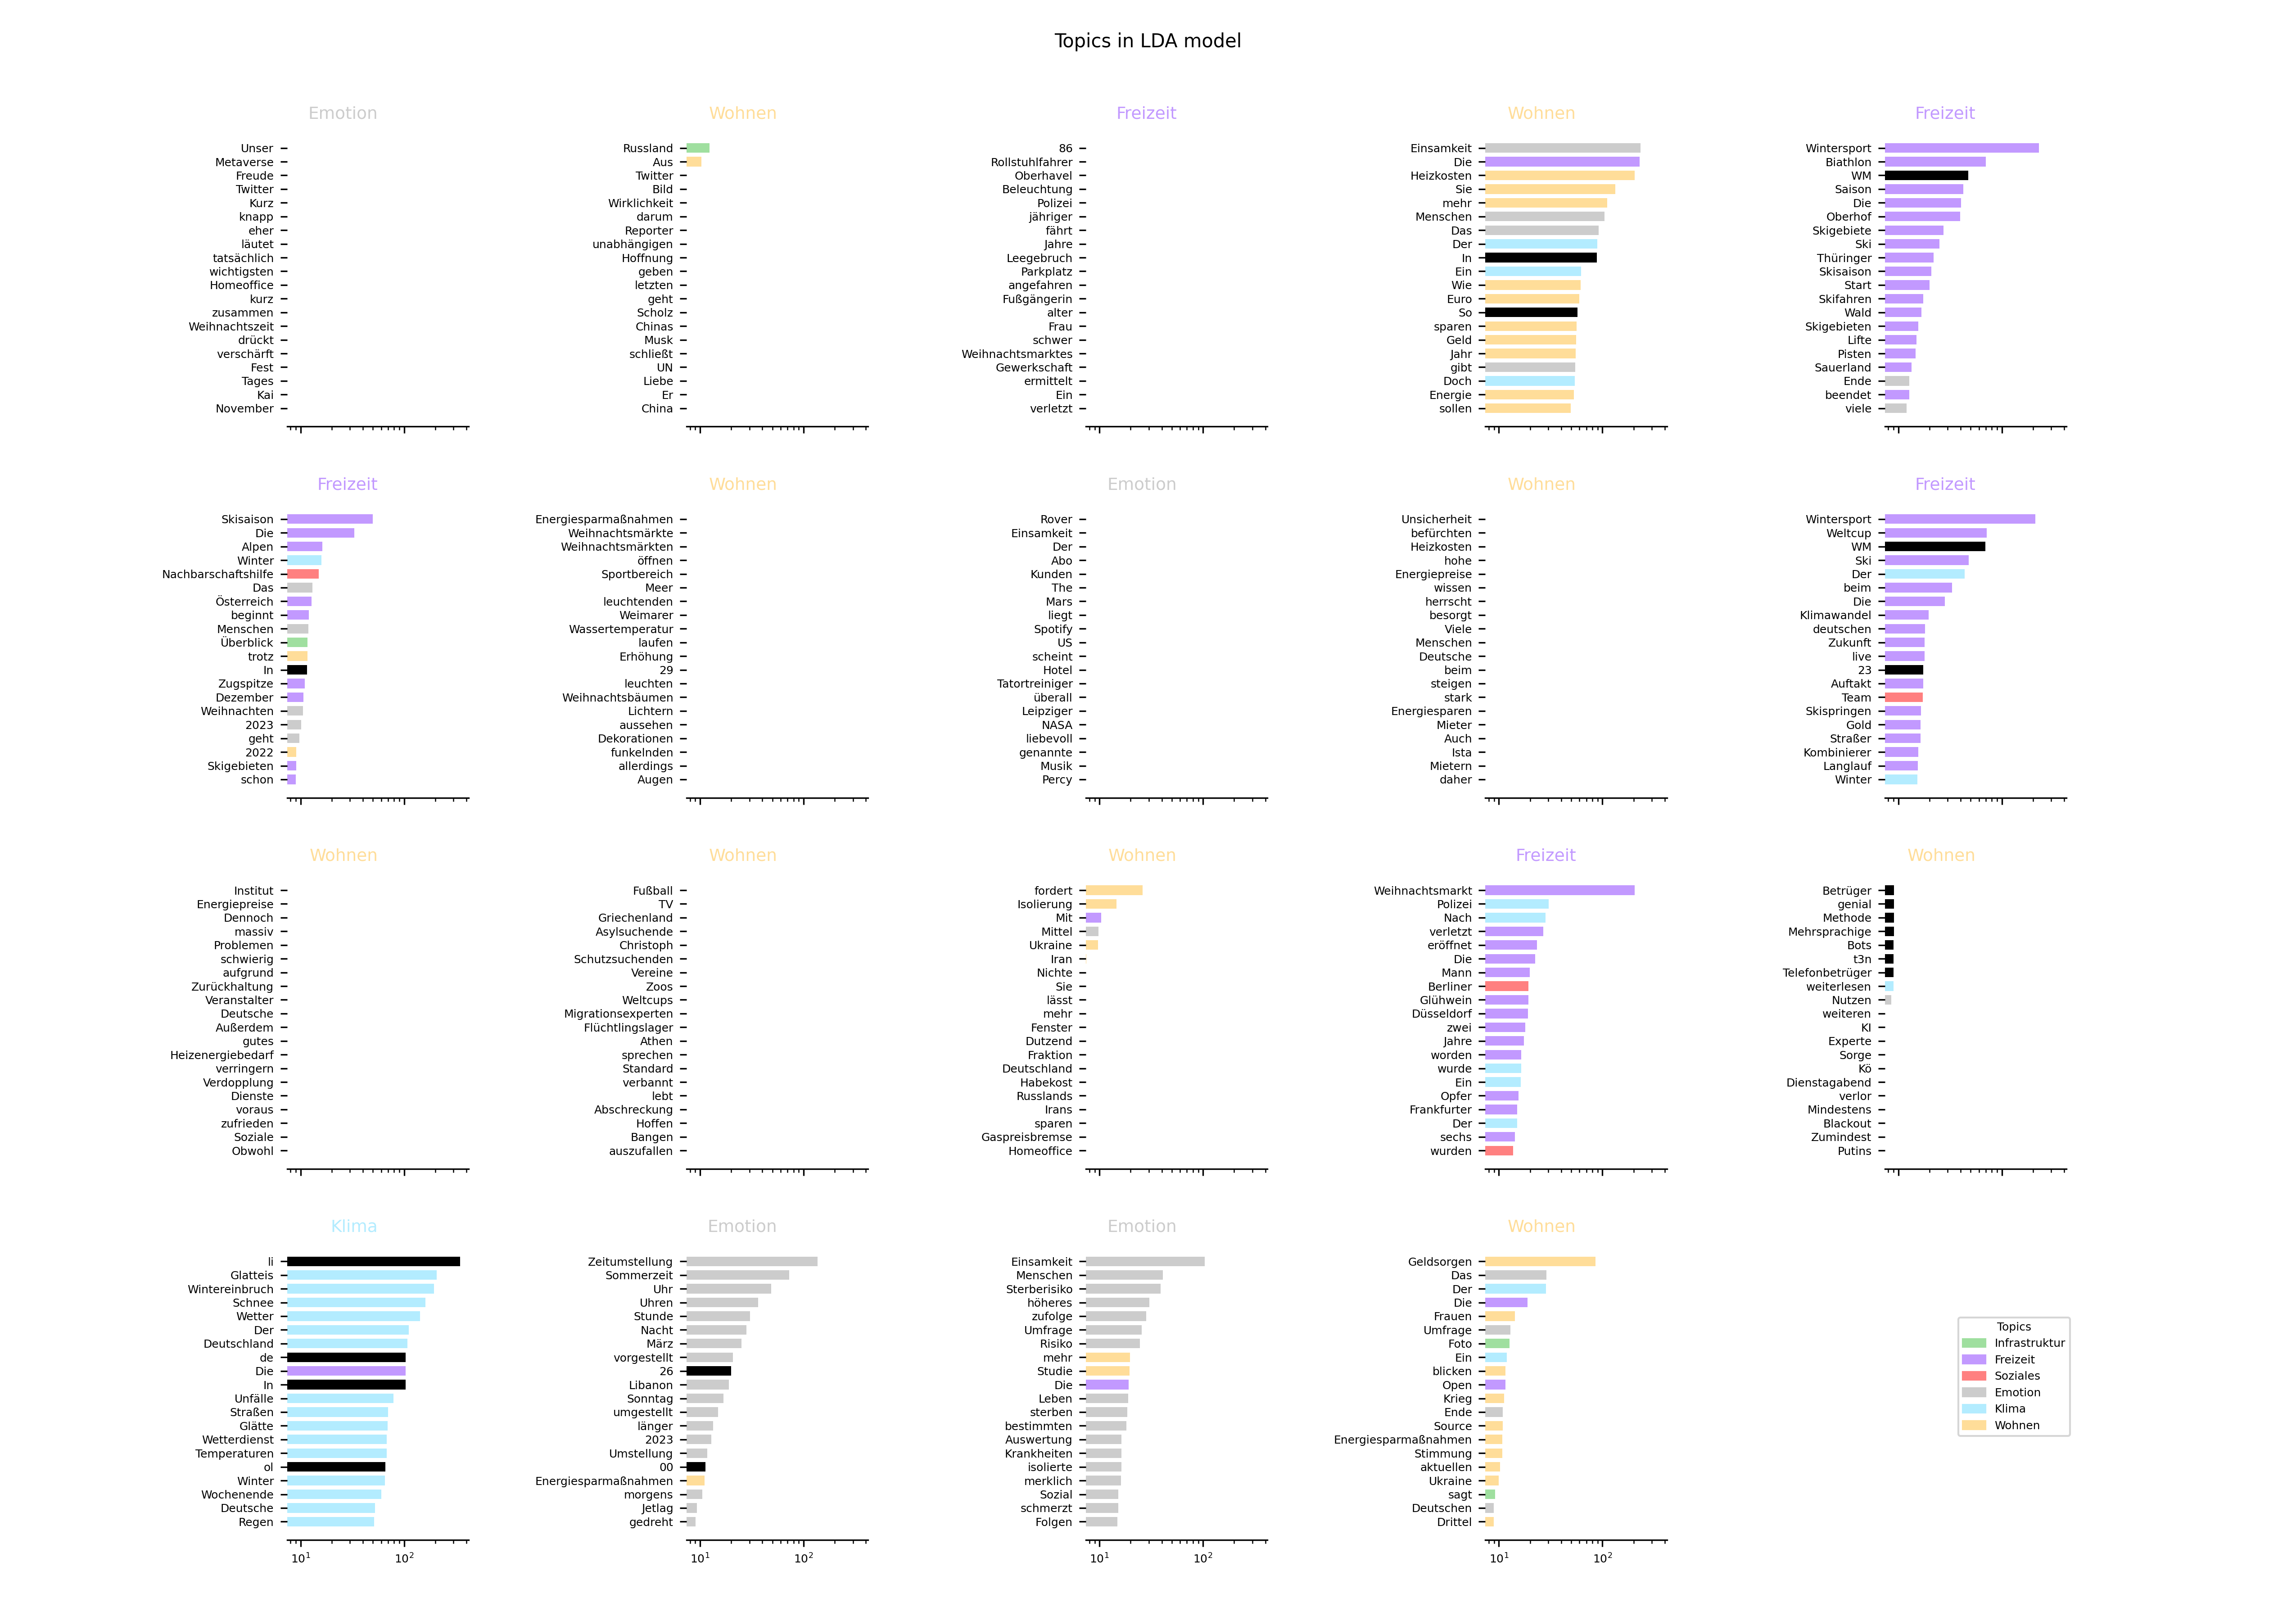 Topics in LDA model
Emotion
Unser
Metaverse
Freude
Twitter
Kurz
knapp
eher
läutet
tatsächlich
wichtigsten
Homeoffice
kurz
zusammen
Weihnachtszeit
drückt
verschärft
Fest
Tages
Kai
November
Wohnen
Russland
Aus
Twitter
Bild
Wirklichkeit
darum
Reporter
unabhängigen
Hoffnung
geben
letzten
geht
Scholz
Chinas
Musk
schließt
UN
Liebe
Er
China
Freizeit
86
Rollstuhlfahrer
Oberhavel
Beleuchtung
Polizei
jähriger
fährt
Jahre
Leegebruch
Parkplatz
angefahren
Fußgängerin
alter
Frau
schwer
Weihnachtsmarktes
Gewerkschaft
ermittelt
Ein
verletzt
Wohnen
Einsamkeit
Die
Heizkosten
Sie
mehr
Menschen
Das
Der
In
Ein
Wie
Euro
So
sparen
Geld
Jahr
gibt
Doch
Energie
sollen
Freizeit
Wintersport
Biathlon
WM
Saison
Die
Oberhof
Skigebiete
Ski
Thüringer
Skisaison
Start
Skifahren
Wald
Skigebieten
Lifte
Pisten
Sauerland
Ende
beendet
viele
Freizeit
Skisaison
Die
Alpen
Winter
Nachbarschaftshilfe
Das
Österreich
beginnt
Menschen
Überblick
trotz
In
Zugspitze
Dezember
Weihnachten
2023
geht
2022
Skigebieten
schon
Wohnen
Energiesparmaßnahmen
Weihnachtsmärkte
Weihnachtsmärkten
öffnen
Sportbereich
Meer
leuchtenden
Weimarer
Wassertemperatur
laufen
Erhöhung
29
leuchten
Weihnachtsbäumen
Lichtern
aussehen
Dekorationen
funkelnden
allerdings
Augen
Emotion
Rover
Einsamkeit
Der
Abo
Kunden
The
Mars
liegt
Spotify
US
scheint
Hotel
Tatortreiniger
überall
Leipziger
NASA
liebevoll
genannte
Musik
Percy
Wohnen
Unsicherheit
befürchten
Heizkosten
hohe
Energiepreise
wissen
herrscht
besorgt
Viele
Menschen
Deutsche
beim
steigen
stark
Energiesparen
Mieter
Auch
Ista
Mietern
daher
Freizeit
Wintersport
Weltcup
WM
Ski
Der
beim
Die
Klimawandel
deutschen
Zukunft
live
23
Auftakt
Team
Skispringen
Gold
Straßer
Kombinierer
Langlauf
Winter
Wohnen
Institut
Energiepreise
Dennoch
massiv
Problemen
schwierig
aufgrund
Zurückhaltung
Veranstalter
Deutsche
Außerdem
gutes
Heizenergiebedarf
verringern
Verdopplung
Dienste
voraus
zufrieden
Soziale
Obwohl
Wohnen
Fußball
TV
Griechenland
Asylsuchende
Christoph
Schutzsuchenden
Vereine
Zoos
Weltcups
Migrationsexperten
Flüchtlingslager
Athen
sprechen
Standard
verbannt
lebt
Abschreckung
Hoffen
Bangen
auszufallen
Wohnen
fordert
Isolierung
Mit
Mittel
Ukraine
Iran
Nichte
Sie
lässt
mehr
Fenster
Dutzend
Fraktion
Deutschland
Habekost
Russlands
Irans
sparen
Gaspreisbremse
Homeoffice
Freizeit
Weihnachtsmarkt
Polizei
Nach
verletzt
eröffnet
Die
Mann
Berliner
Glühwein
Düsseldorf
zwei
Jahre
worden
wurde
Ein
Opfer
Frankfurter
Der
sechs
wurden
Wohnen
Betrüger
genial
Methode
Mehrsprachige
Bots
t3n
Telefonbetrüger
weiterlesen
Nutzen
weiteren
KI
Experte
Sorge
Kö
Dienstagabend
verlor
Mindestens
Blackout
Zumindest
Putins
Klima
li
Glatteis
Wintereinbruch
Schnee
Wetter
Der
Deutschland
de
Die
In
Unfälle
Straßen
Glätte
Wetterdienst
Temperaturen
ol
Winter
Wochenende
Deutsche
Regen
10¹ 10²
Emotion
Zeitumstellung
Sommerzeit
Uhr
Uhren
Stunde
Nacht
März
vorgestellt
26
Libanon
Sonntag
umgestellt
länger
2023
Umstellung
00
Energiesparmaßnahmen
morgens
Jetlag
gedreht
10¹ 10²
Emotion
Einsamkeit
Menschen
Sterberisiko
höheres
zufolge
Umfrage
Risiko
mehr
Studie
Die
Leben
sterben
bestimmten
Auswertung
Krankheiten
isolierte
merklich
Sozial
schmerzt
Folgen
10¹ 10²
Wohnen
Geldsorgen
Das
Der
Die
Frauen
Umfrage
Foto
Ein
blicken
Open
Krieg
Ende
Source
Energiesparmaßnahmen
Stimmung
aktuellen
Ukraine
sagt
Deutschen
Drittel
10¹ 10²
Topics
Infrastruktur
Freizeit
Soziales
Emotion
Klima
Wohnen